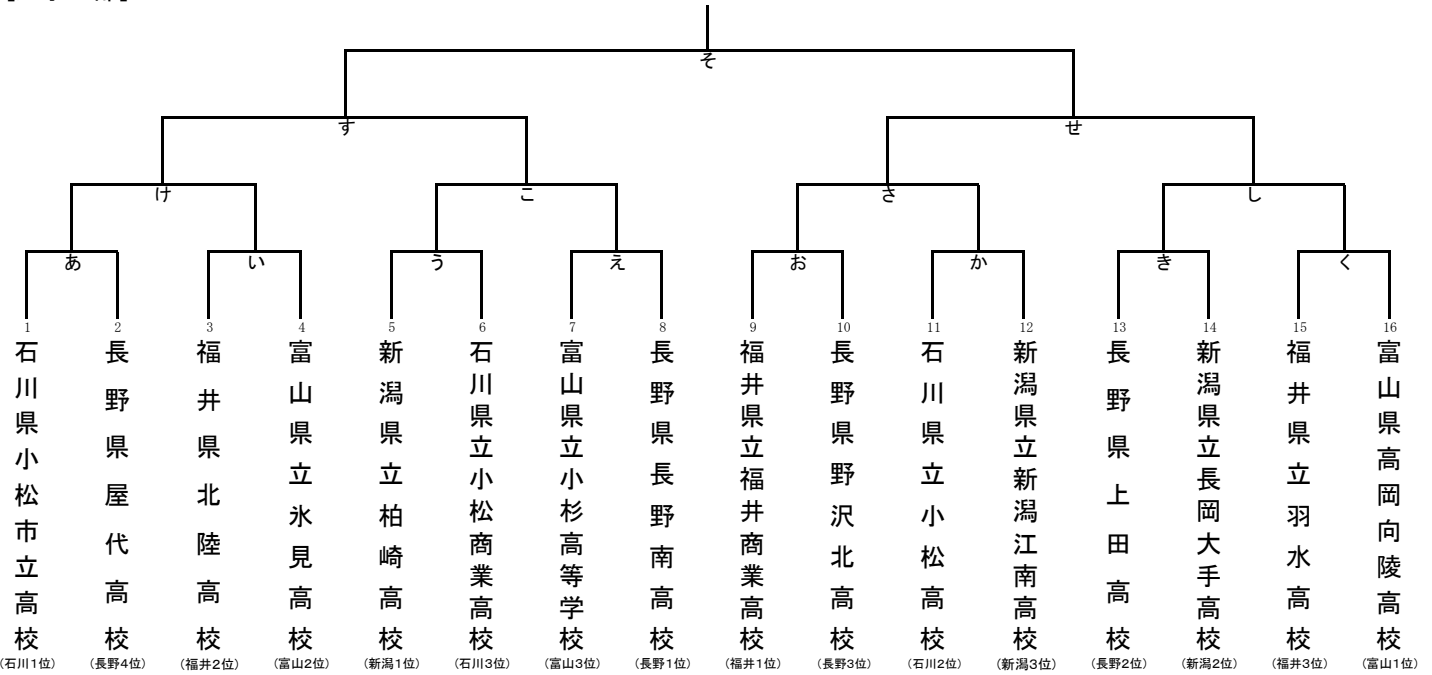 そ
す
せ
け
こ
さ
し
あ
い
う
え
お
か
き
く
1
2
3
4
5
6
7
8
9
10
11
12
13
14
15
16
石川県小松市立高校
長野県屋代高校
福井県北陸高校
富山県立氷見高校
新潟県立柏崎高校
石川県立小松商業高校
富山県立小杉高等学校
長野県長野南高校
福井県立福井商業高校
長野県野沢北高校
石川県立小松高校
新潟県立新潟江南高校
長野県上田高校
新潟県立長岡大手高校
福井県立羽水高校
富山県高岡向陵高校
(石川1位)
(長野4位)
(福井2位)
(富山2位)
(新潟1位)
(石川3位)
(富山3位)
(長野1位)
(福井1位)
(長野3位)
(石川2位)
(新潟3位)
(長野2位)
(新潟2位)
(福井3位)
(富山1位)